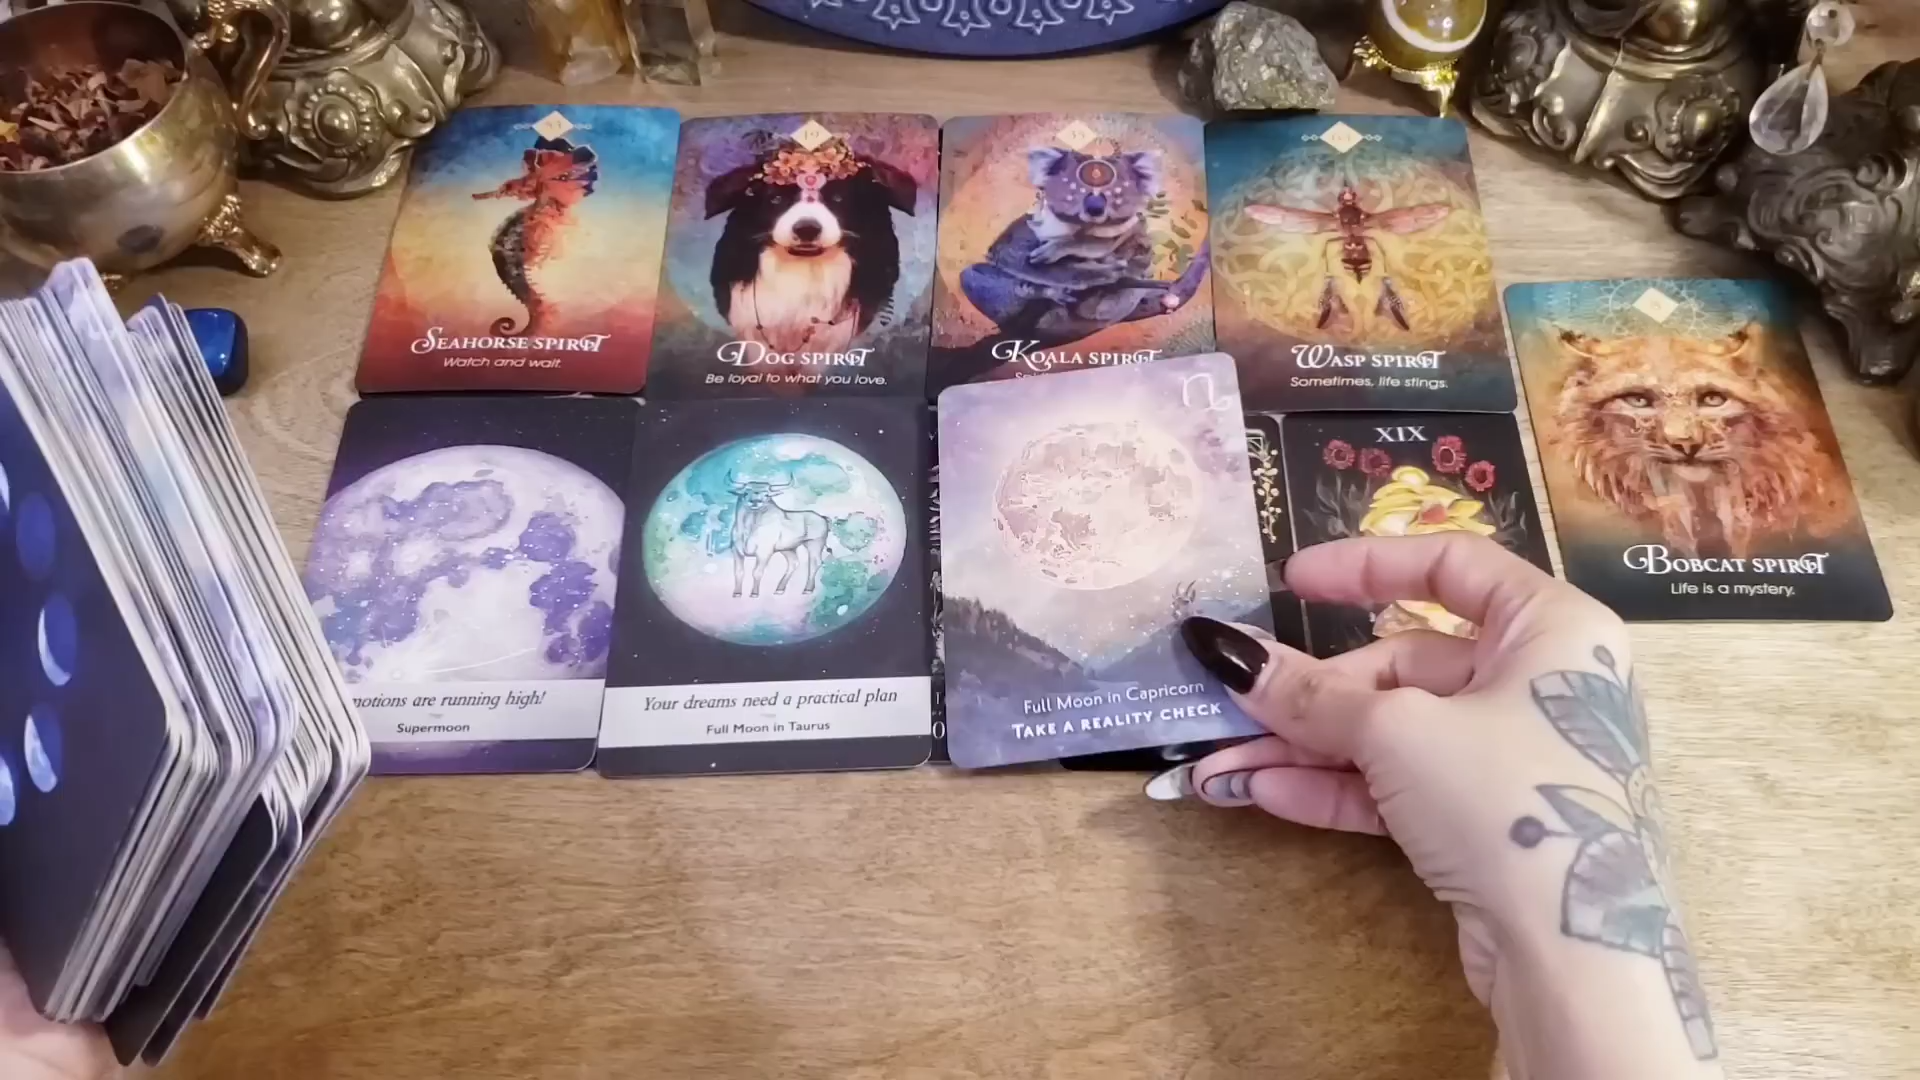 19
33
SEAHORSE SPIRIT
Watch and wait.
DOG SPIRIT
Be loyal to what you love.
KOALA SPIRIT
WASP SPIRIT
Sometimes, life stings.
XIX
BOBCAT SPIRIT
Life is a mystery.
motions are running high!
Supermoon
Your dreams need a practical plan
Full Moon in Taurus
Full Moon in Capricorn
TAKE A REALITY CHECK